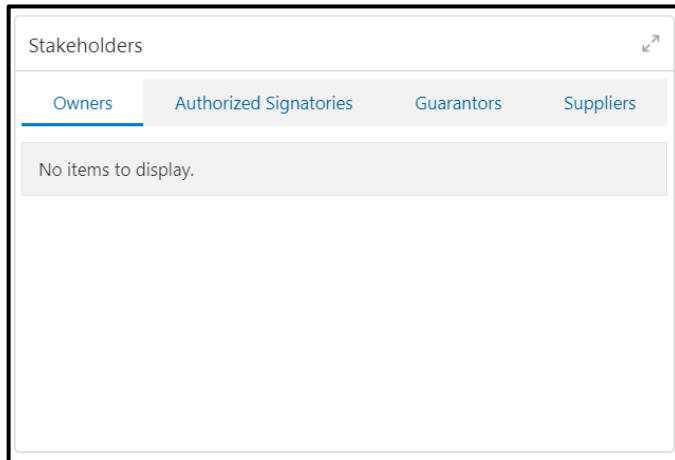 Stakeholders
Owners Authorized Signatories Guarantors Suppliers
No items to display.